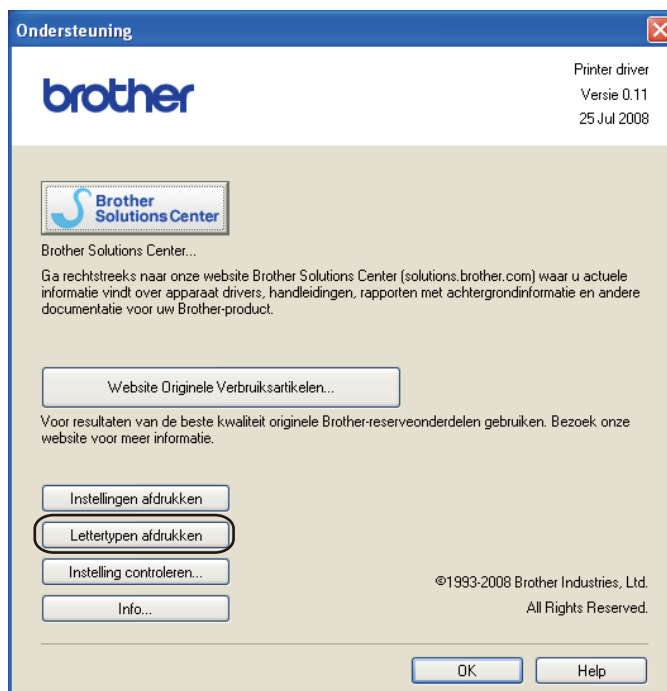 Ondersteuning
brother
Printer driver
Versie 0.11
25 Jul 2008
Brother
Solutions Center
Brother Solutions Center...
Ga rechtstreeks naar onze website Brother Solutions Center (solutions.brother.com) waar u actuele
informatie vindt over apparaat drivers, handleidingen, rapporten met achtergrondinformatie en andere
documentatie voor uw Brother-product.
Website Originele Verbruiksartikelen...
Voor resultaten van de beste kwaliteit originele Brother-reserveonderdelen gebruiken. Bezoek onze
website voor meer informatie.
Instellingen afdrukken
Lettertypen afdrukken
Instelling controleren...
Info...
©1993-2008 Brother Industries, Ltd.
All Rights Reserved.
OK
Help